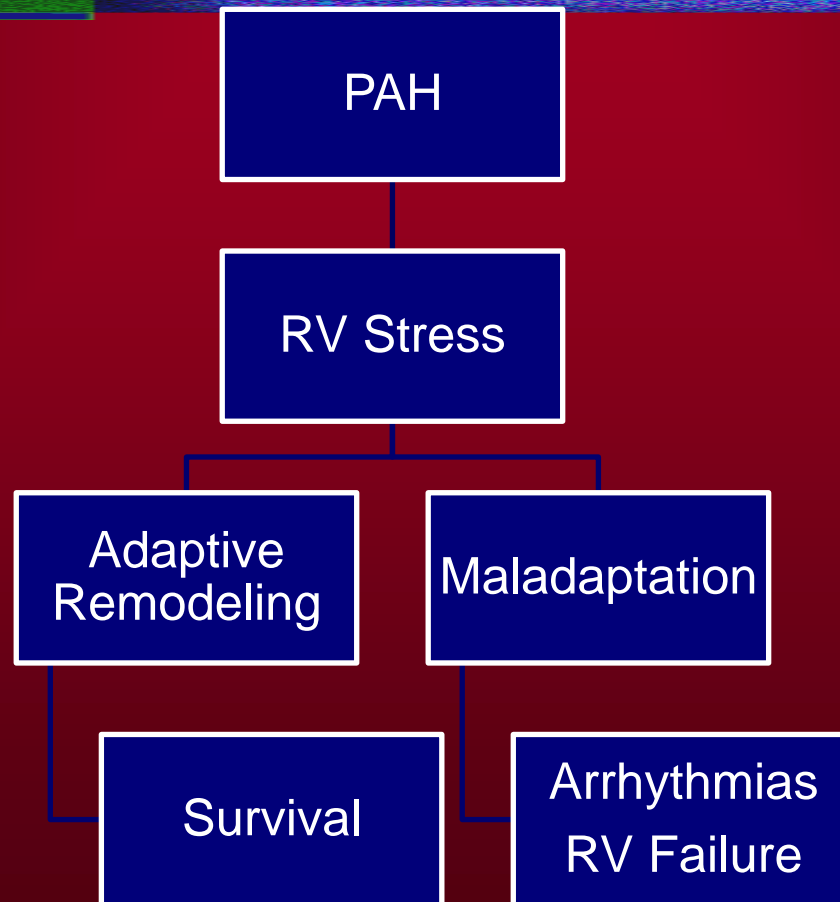 PAH
RV Stress
Adaptive
Remodeling
Maladaptation
Survival
Arrhythmias
RV Failure